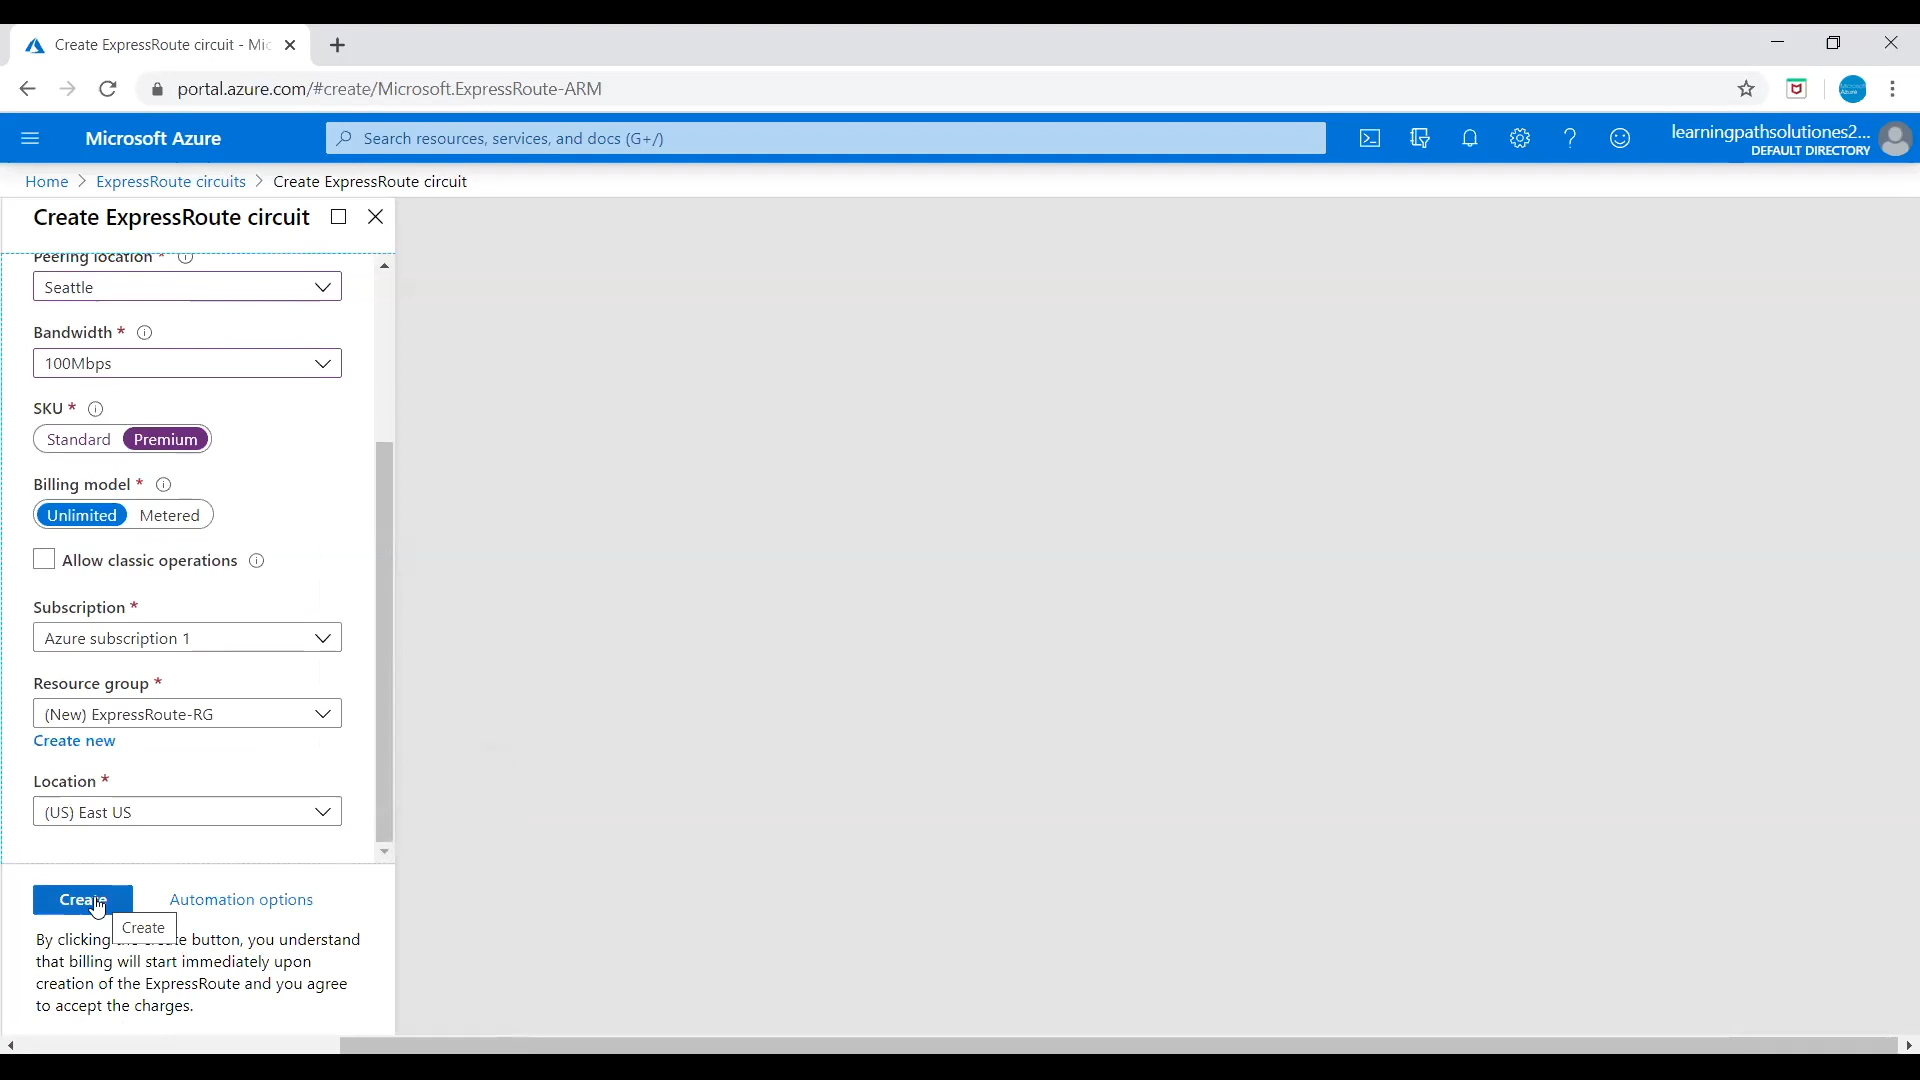 Create ExpressRoute circuit - Mic
portal.azure.com/#create/Microsoft.ExpressRoute-ARM
Microsoft Azure
Search resources, services, and docs (G+/)
learningpathsolutiones2...
DEFAULT DIRECTORY
Home > ExpressRoute circuits > Create ExpressRoute circuit
Create ExpressRoute circuit
Peering location *
Seattle
Bandwidth *
100Mbps
SKU *
Standard Premium
Billing model *
Unlimited Metered
Allow classic operations
Subscription *
Azure subscription 1
Resource group *
(New) ExpressRoute-RG
Create new
Location *
(US) East US
Create Automation options
Create
By clicking button, you understand
that billing will start immediately upon
creation of the ExpressRoute and you agree
to accept the charges.